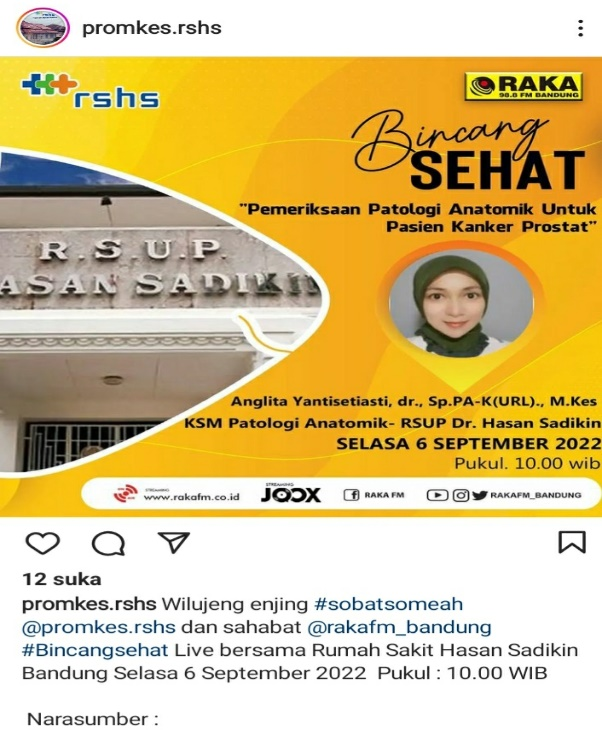 promkes.rshs
rshs
RAKA
98.8 FM BANDUNG
Bincang
SEHAT
"Pemeriksaan Patologi Anatomik Untuk
Pasien Kanker Prostat"
R.S.U.P.
ASAN SADIKIN
Anglita Yantisetiasti, dr., Sp.PA-K(URL)., M.Kes
KSM Patologi Anatomik- RSUP Dr. Hasan Sadikin
SELASA 6 SEPTEMBER 2022
Pukul. 10.00 wib
STREAMING
www.rakafm.co.id
STREAMING
JOOX
RAKA FM
RAKAFM_BANDUNG
12 suka
promkes.rshs Wilujeng enjing #sobatsomeah
@promkes.rshs dan sahabat @rakafm_bandung
#Bincangsehat Live bersama Rumah Sakit Hasan Sadikin
Bandung Selasa 6 September 2022 Pukul : 10.00 WIB
Narasumber :